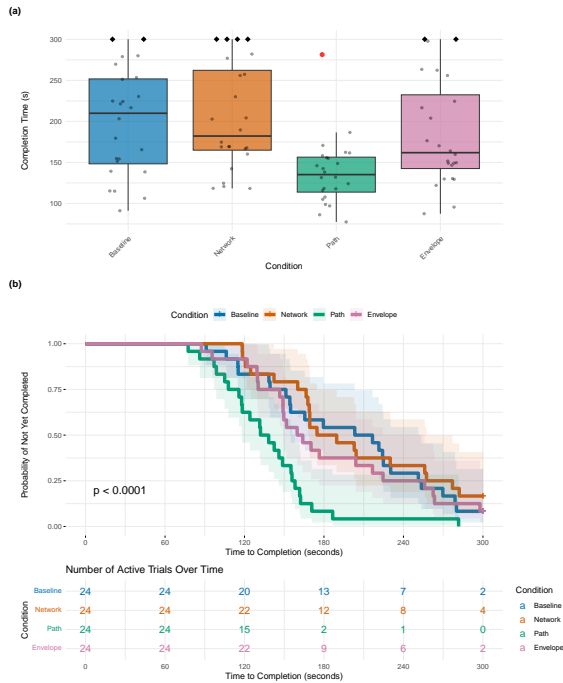 (a)
300
250
200
150
100
Completion Time (s)
Baseline
Network
Path
Envelope
Condition
(b)
Condition Baseline Network Path Envelope
1.00
0.75
0.50
0.25
0.00
Probability of Not Yet Completed
p < 0.0001
0 60 120 180 240 300
Time to Completion (seconds)
Number of Active Trials Over Time
Condition
Baseline 24 24 20 13 7 2
Network 24 24 22 12 8 4
Path 24 24 15 2 1 0
Envelope 24 24 22 9 6 2
0 60 120 180 240 300
Time to Completion (seconds)
Condition
a Baseline
a Network
a Path
a Envelope